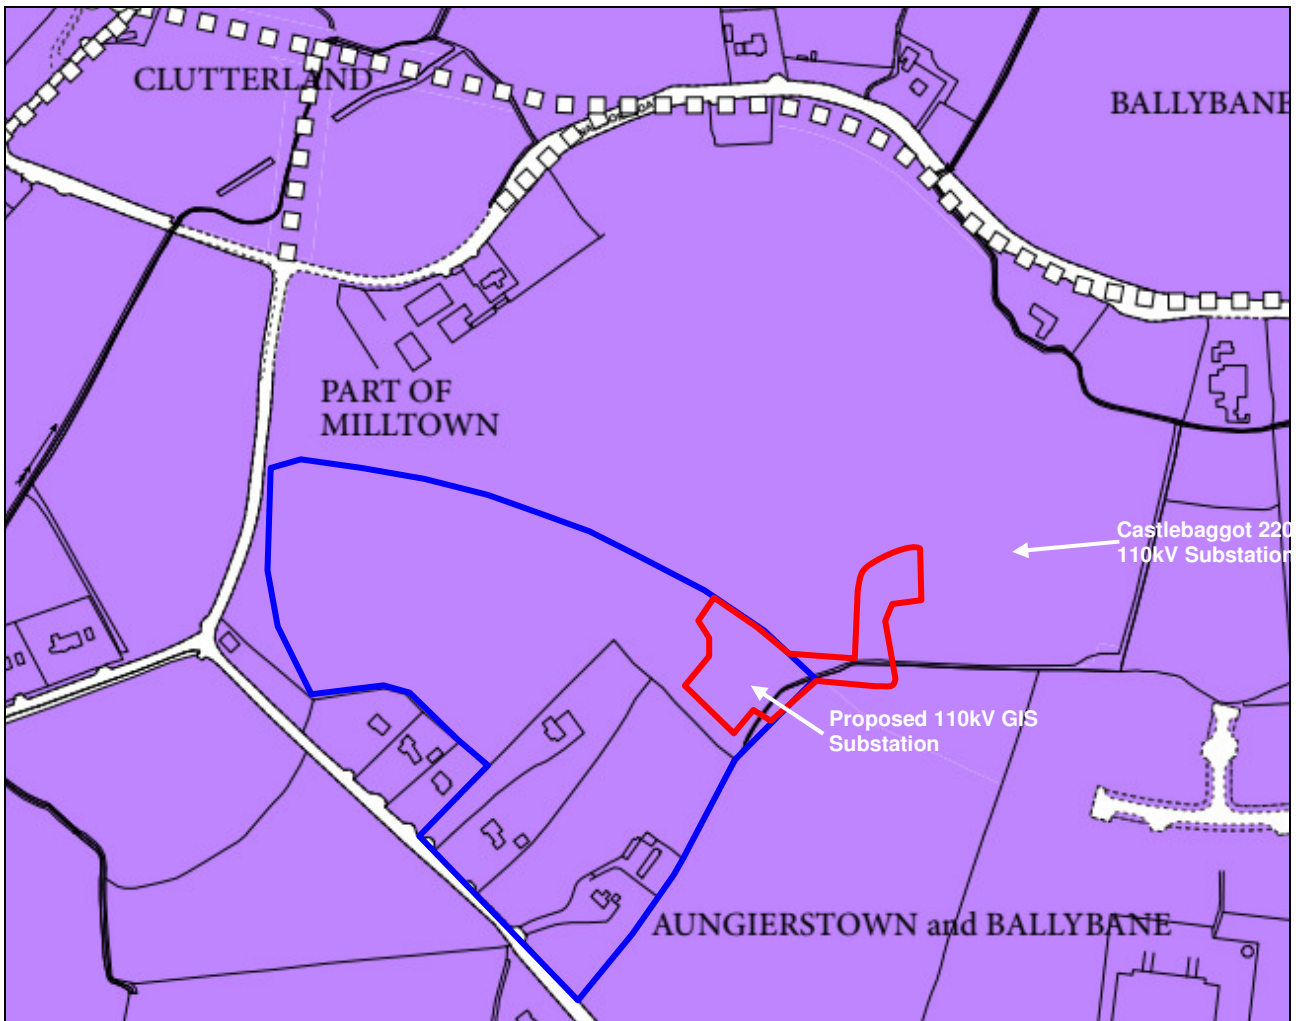 CLUTTERLAND
BALLYBANE
PART OF
MILLTOWN
Castlebaggot 220
110kV Substation
Proposed 110kV GIS
Substation
AUNGIERSTOWN and BALLYBANE